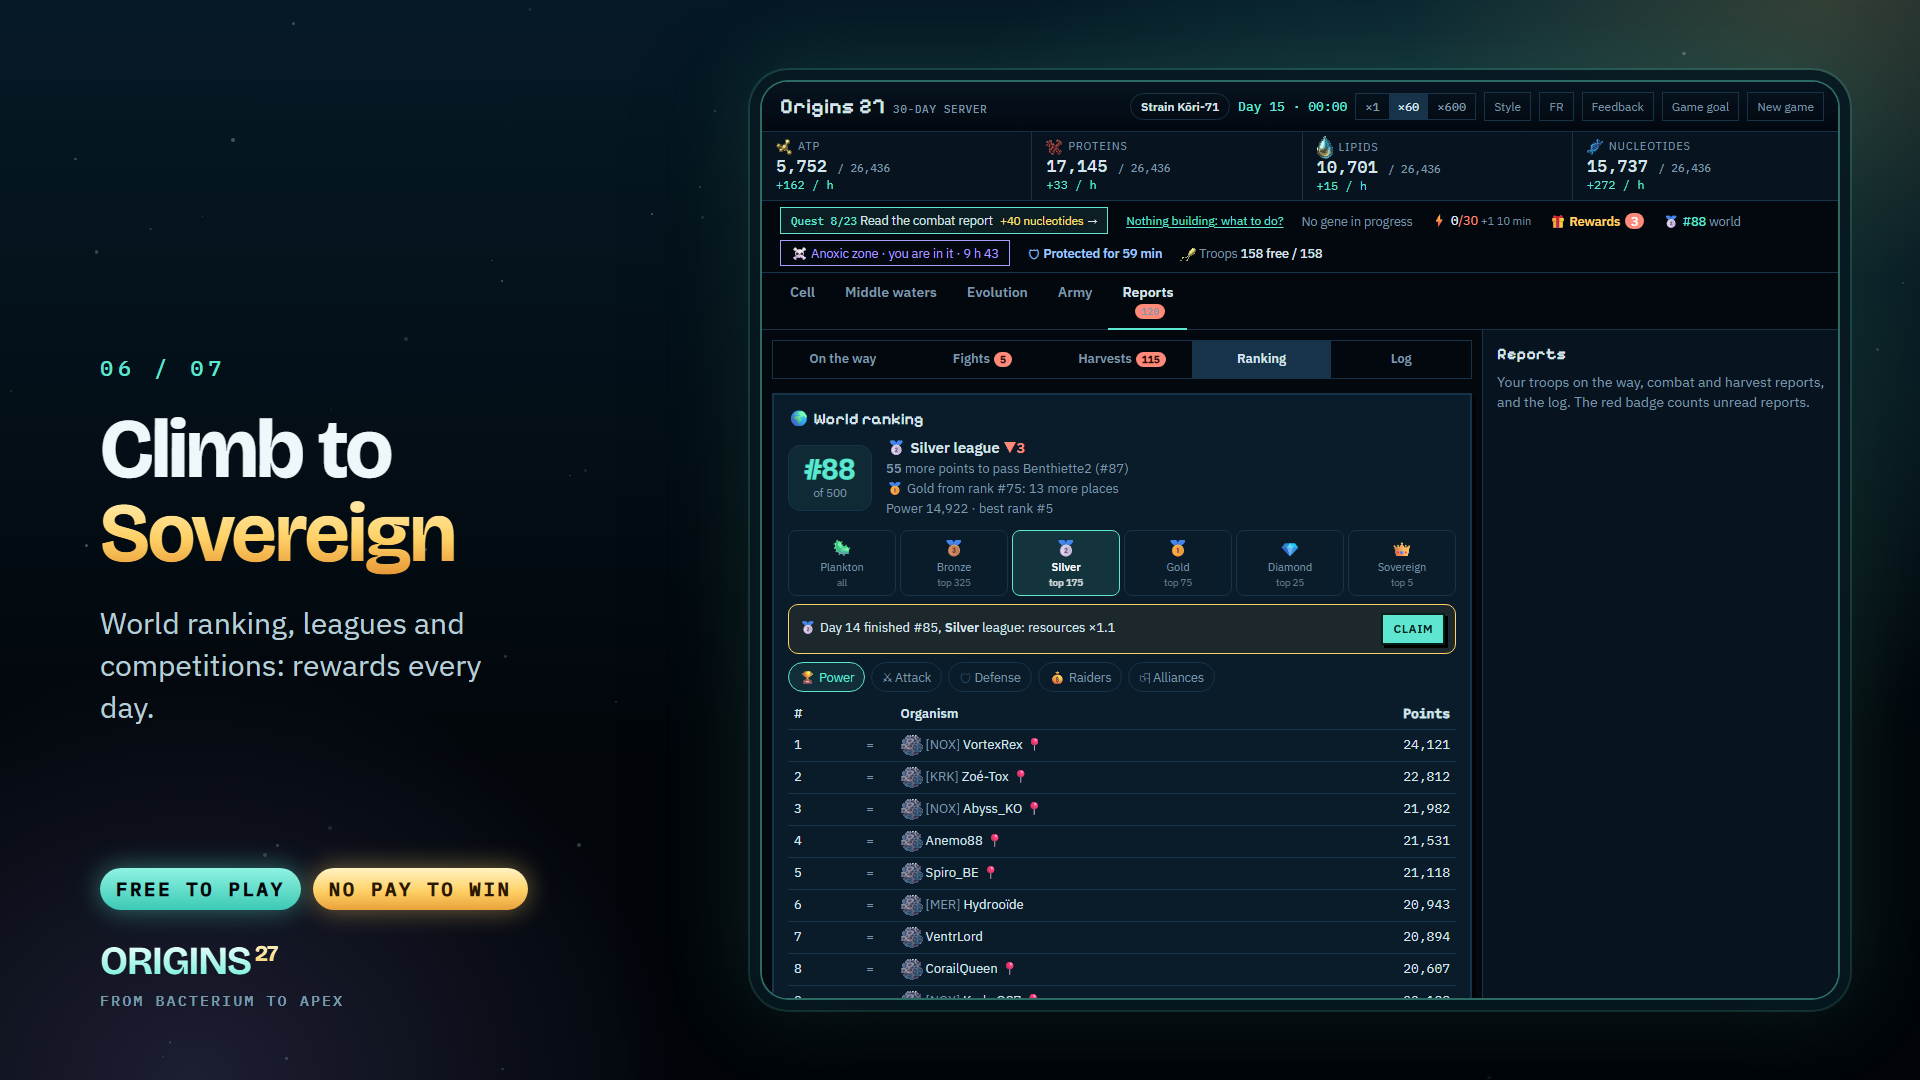 06 / 07
Climb to
Sovereign
World ranking, leagues and
competitions: rewards every
day.
FREE TO PLAY NO PAY TO WIN
ORIGINS 27
FROM BACTERIUM TO APEX
Origins 27 30-DAY SERVER Strain Kōri-71 Day 15 · 00:00 ×1 ×60 ×600 Style FR Feedback Game goal New game
ATP
5,752 / 26,436
+162 / h
PROTEINS
17,145 / 26,436
+33 / h
LIPIDS
10,701 / 26,436
+15 / h
NUCLEOTIDES
15,737 / 26,436
+272 / h
Quest 8/23 Read the combat report +40 nucleotides → Nothing building: what to do? No gene in progress 0/30 +1 10 min Rewards 3 #88 world
Anoxic zone · you are in it · 9 h 43 Protected for 59 min Troops 158 free / 158
Cell Middle waters Evolution Army Reports
120
On the way Fights 5 Harvests 115 Ranking Log
World ranking
#88
of 500
Silver league ▼3
55 more points to pass Benthiette2 (#87)
Gold from rank #75: 13 more places
Power 14,922 · best rank #5
Plankton
all
Bronze
top 325
Silver
top 175
Gold
top 75
Diamond
top 25
Sovereign
top 5
Day 14 finished #85, Silver league: resources ×1.1 CLAIM
Power Attack Defense Raiders Alliances
# Organism Points
1 = [NOX] VortexRex 24,121
2 = [KRK] Zoé-Tox 22,812
3 = [NOX] Abyss_KO 21,982
4 = Anemo88 21,531
5 = Spiro_BE 21,118
6 = [MER] Hydrooïde 20,943
7 = VentrLord 20,894
8 = CorailQueen 20,607
Reports
Your troops on the way, combat and harvest reports,
and the log. The red badge counts unread reports.